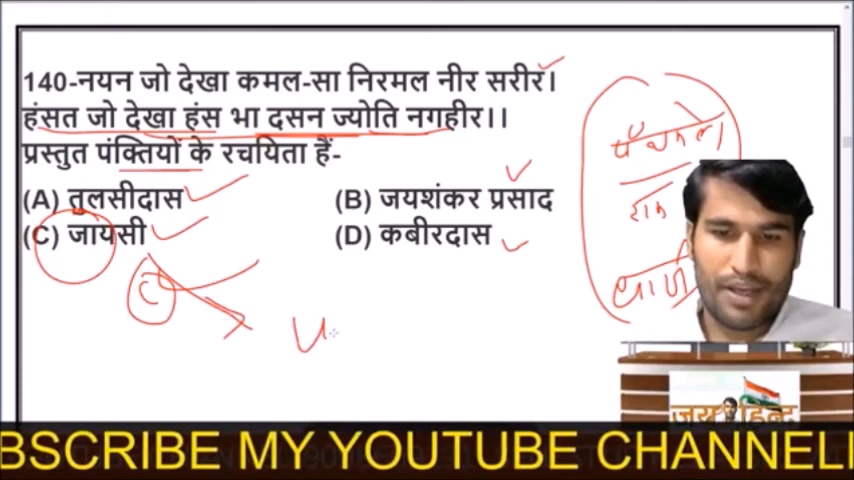 140-नयन जो देखा कमल-सा निरमल नीर सरीर।
हंसत जो देखा हंस भा दसन ज्योति नगहीर।।
प्रस्तुत पंक्तियों के रचयिता हैं-
(A) तुलसीदास (B) जयशंकर प्रसाद
(C) जायसी (D) कबीरदास
C
राम
जय हिन्द
BSCRIBE MY YOUTUBE CHANNEL